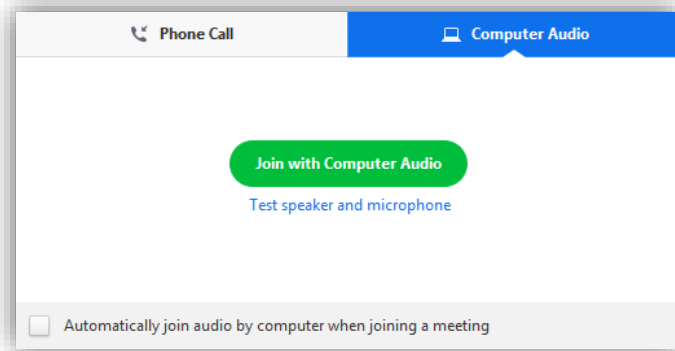 Phone Call
Computer Audio
Join with Computer Audio
Test speaker and microphone
Automatically join audio by computer when joining a meeting